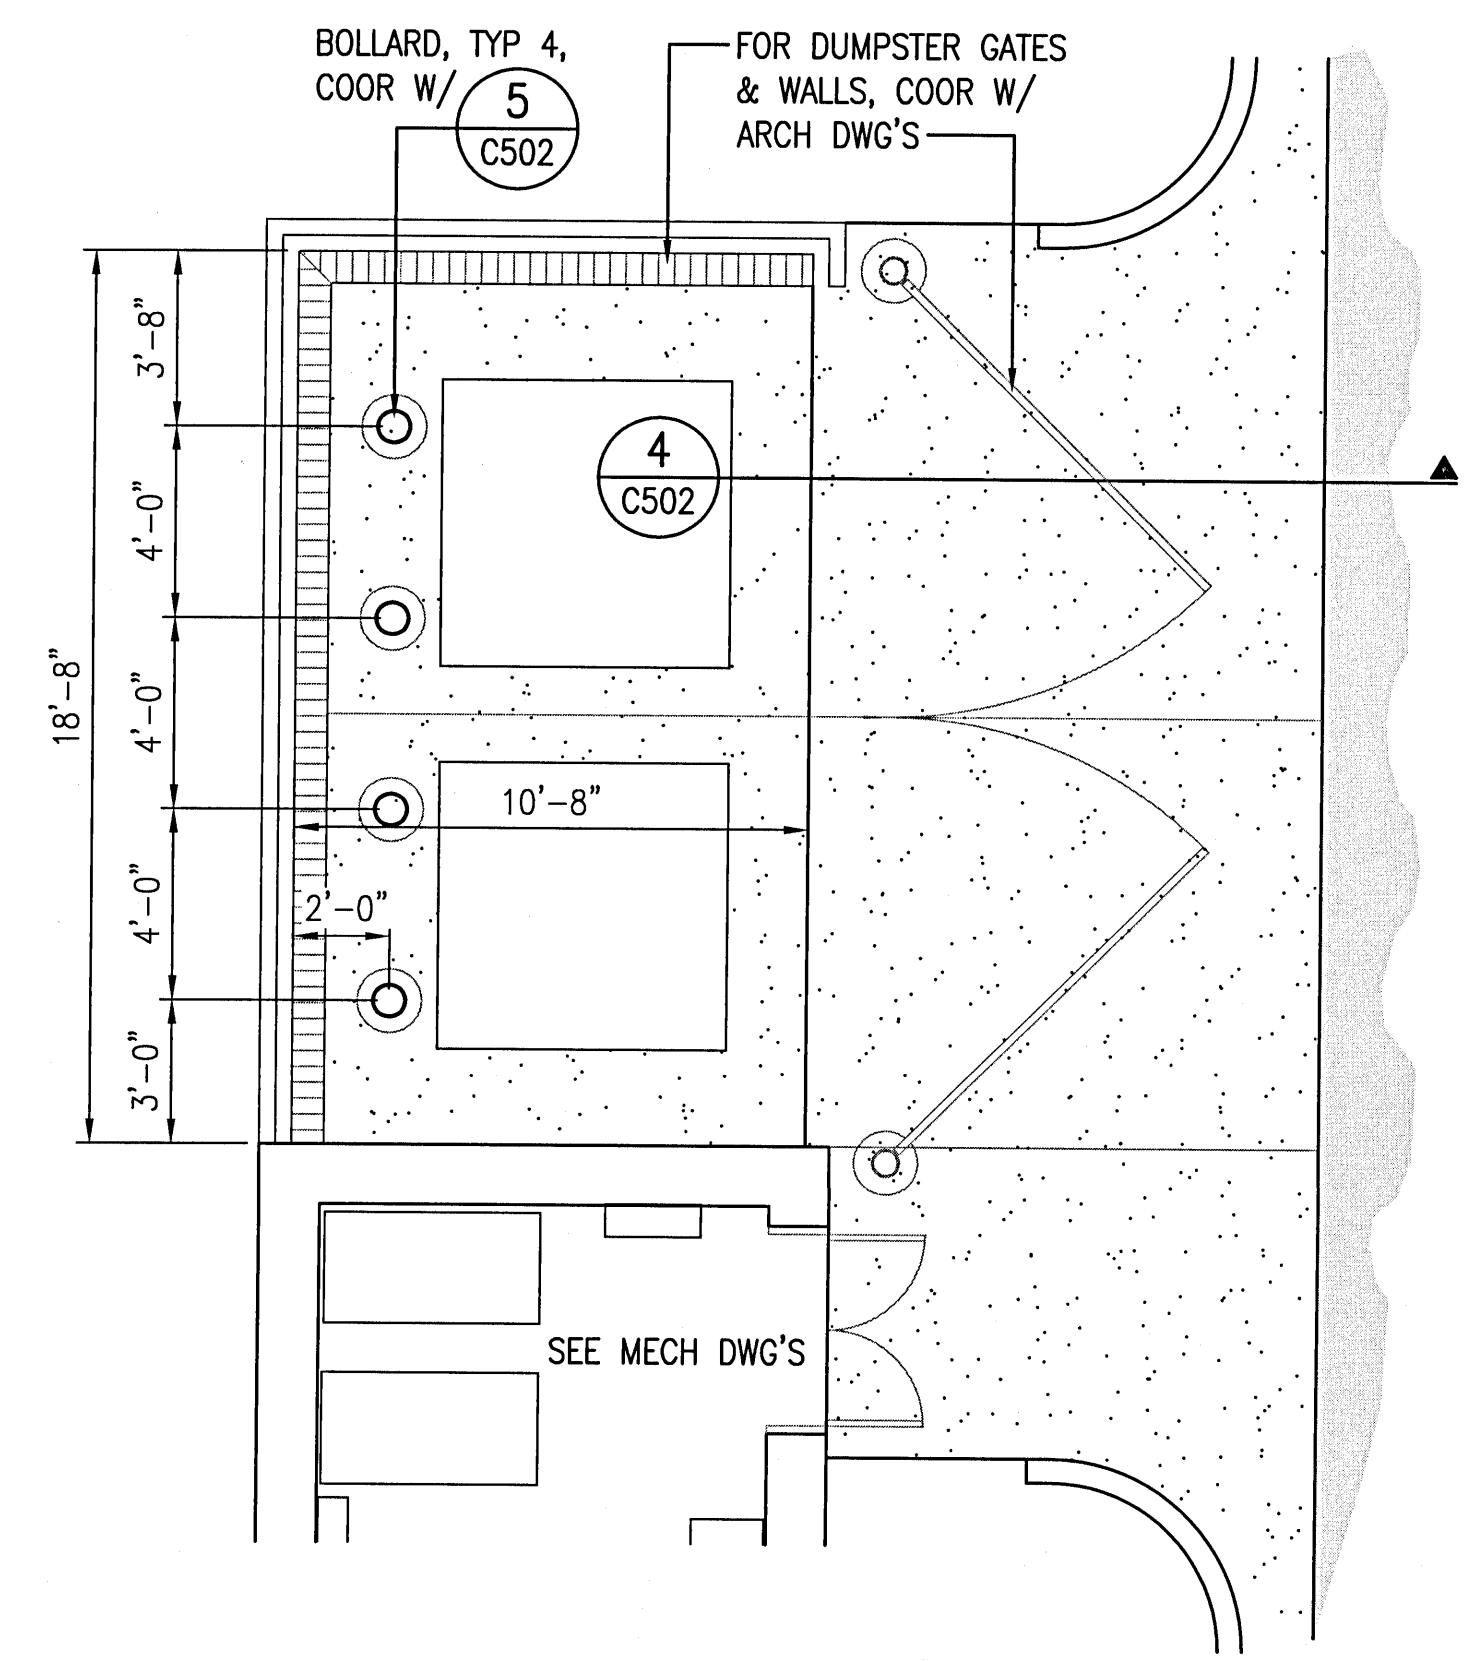 BOLLARD, TYP 4,
COOR W/
5
C502
FOR DUMPSTER GATES
& WALLS, COOR W/
ARCH DWG'S
3'-8"
4'-0"
4'-0"
4'-0"
3'-0"
18'-8"
4
C502
10'-8"
2'-0"
SEE MECH DWG'S